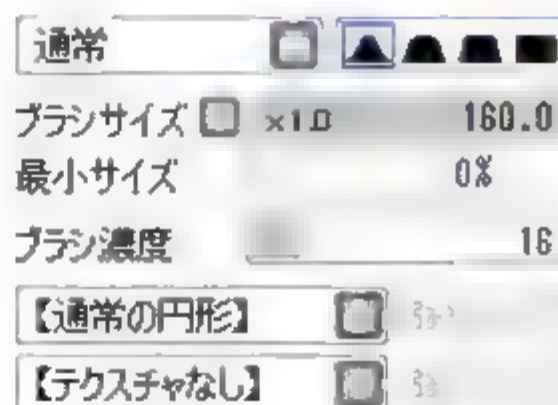 通常
ブラシサイズ ×1.0 160.0
最小サイズ 0%
ブラシ濃度 16
【通常の円形】
【テクスチャなし】